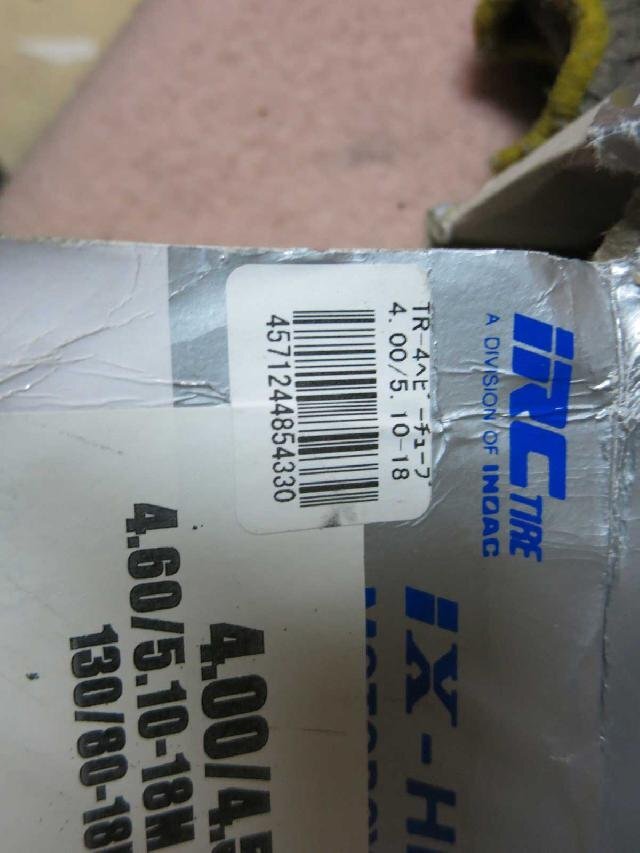 iRC TIRE
A DIVISION OF INOAC
TR-4ヘビーチューブ
4.00/5.10-18
4571244854330
iX-H
4.00/4.5
4.60/5.10-18M
130/80-18